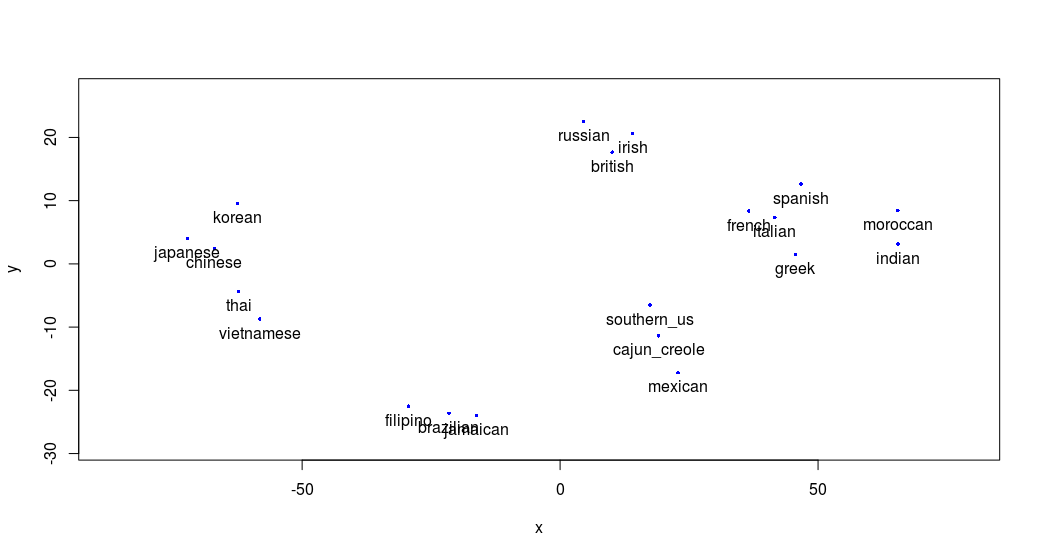 20
10
0
-10
-20
-30
y
russian
irish
british
spanish
korean
french
italian
moroccan
japanese
chinese
greek
indian
thai
southern_us
vietnamese
cajun_creole
mexican
filipino
brazilian
jamaican
-50
0
50
x